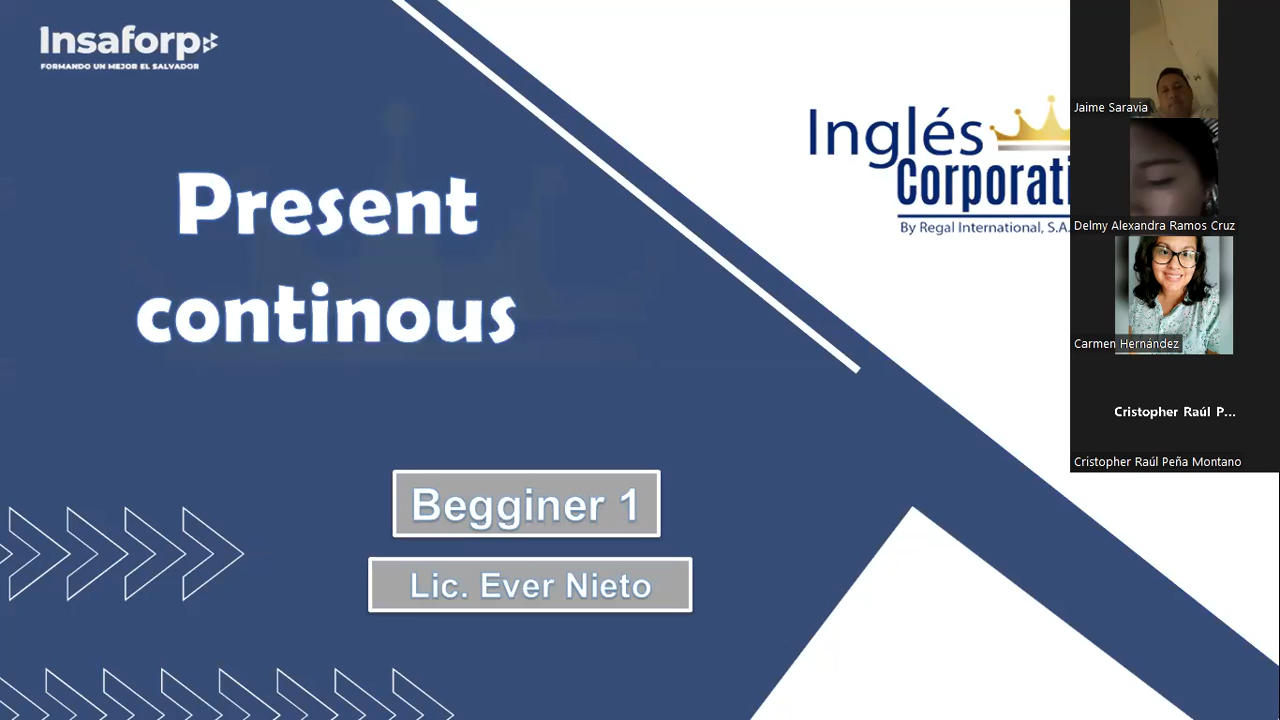 Insaforp
FORMANDO UN MEJOR EL SALVADOR
Present
continous
Begginer 1
Lic. Ever Nieto
Inglés
Corporati
By Regal International, S.A.
Jaime Saravia
Delmy Alexandra Ramos Cruz
Carmen Hernández
Cristopher Raúl P...
Cristopher Raúl Peña Montano